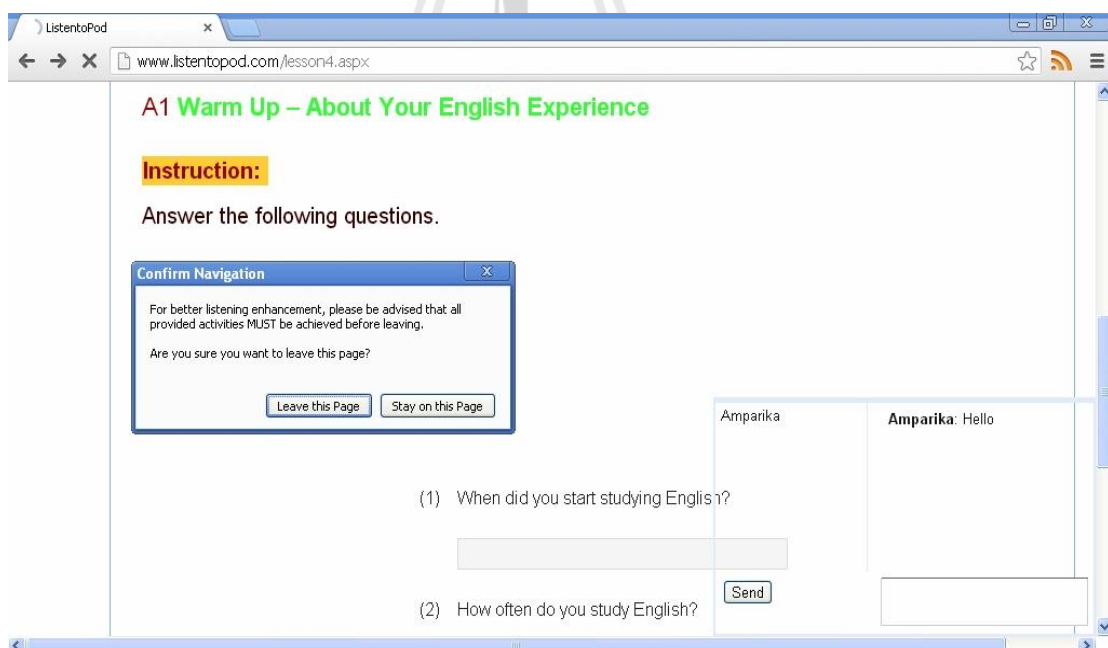 ListentoPod
www.listentopod.com/lesson4.aspx
A1 Warm Up – About Your English Experience
Instruction:
Answer the following questions.
Confirm Navigation
For better listening enhancement, please be advised that all
provided activities MUST be achieved before leaving.
Are you sure you want to leave this page?
Leave this Page Stay on this Page
Amparika Amparika: Hello
(1) When did you start studying English?
Send
(2) How often do you study English?